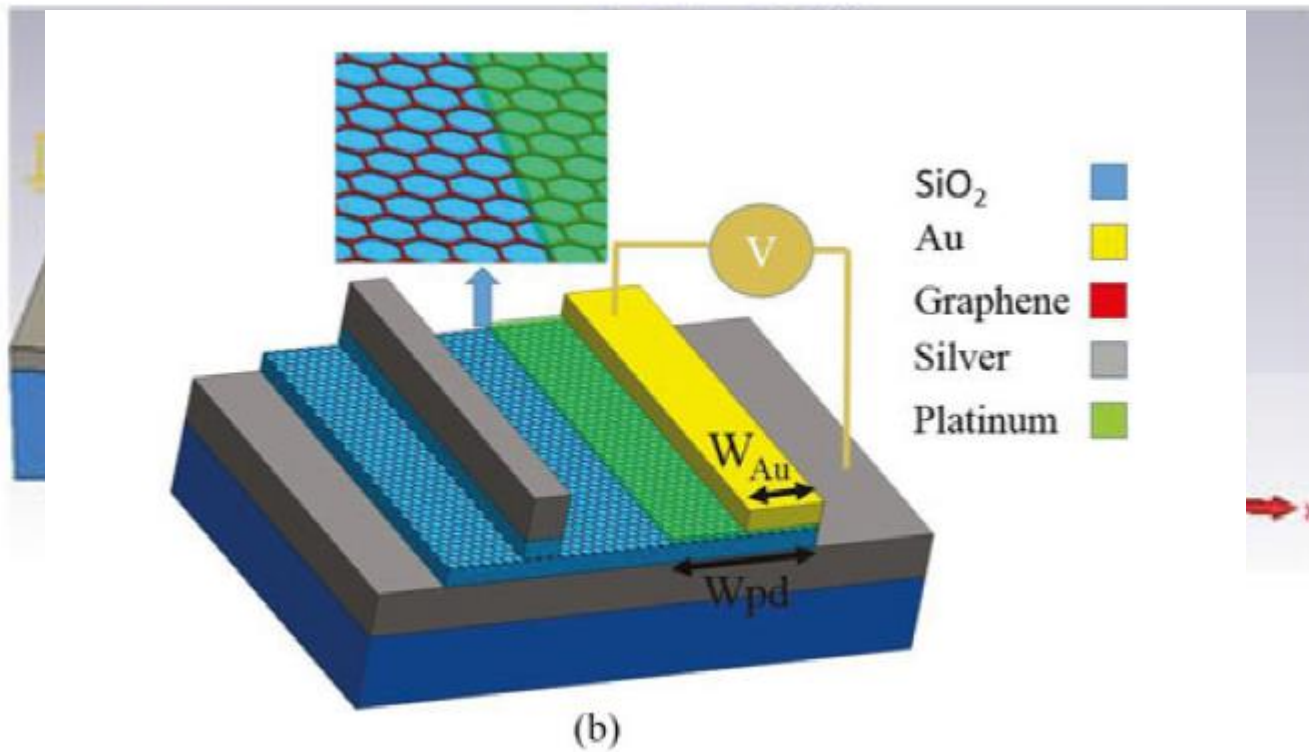 SiO₂
Au
Graphene
Silver
Platinum
V
W_Au
Wpd
(b)